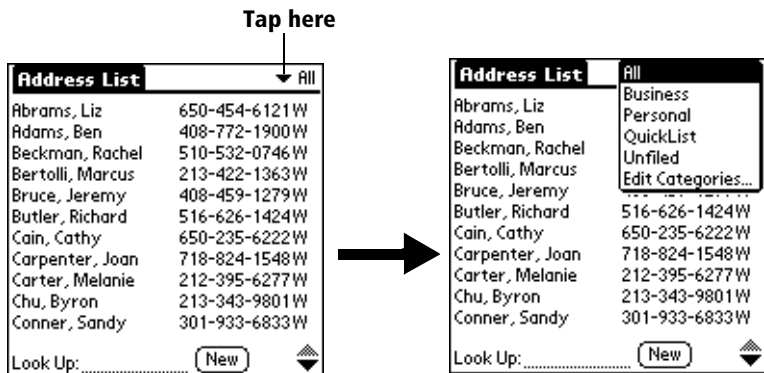 Tap here
Address List All
Abrams, Liz 650-454-6121W
Adams, Ben 408-772-1900W
Beckman, Rachel 510-532-0746W
Bertolli, Marcus 213-422-1363W
Bruce, Jeremy 408-459-1279W
Butler, Richard 516-626-1424W
Cain, Cathy 650-235-6222W
Carpenter, Joan 718-824-1548W
Carter, Melanie 212-395-6277W
Chu, Byron 213-343-9801W
Conner, Sandy 301-933-6833W
Look Up: New
Address List All
Business
Personal
QuickList
Unfiled
Edit Categories...
Abrams, Liz
Adams, Ben
Beckman, Rachel
Bertolli, Marcus
Bruce, Jeremy
Butler, Richard 516-626-1424W
Cain, Cathy 650-235-6222W
Carpenter, Joan 718-824-1548W
Carter, Melanie 212-395-6277W
Chu, Byron 213-343-9801W
Conner, Sandy 301-933-6833W
Look Up: New